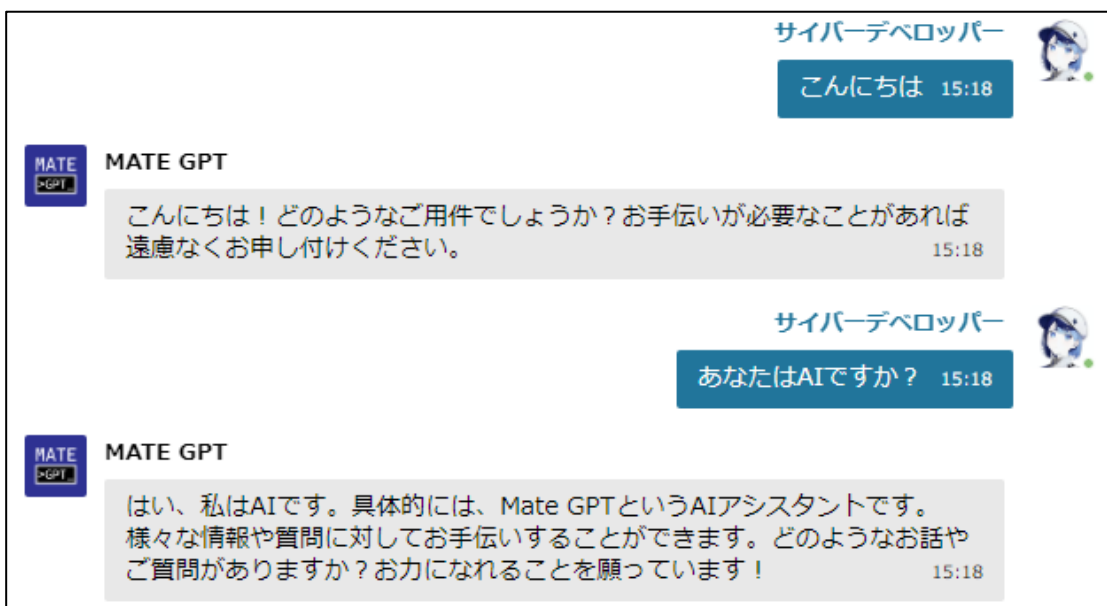 サイバーデベロッパー
こんにちは 15:18
MATE
>GPT_
MATE GPT
こんにちは！どのようなご用件でしょうか？お手伝いが必要なことがあれば
遠慮なくお申し付けください。 15:18
サイバーデベロッパー
あなたはAIですか？ 15:18
MATE
>GPT_
MATE GPT
はい、私はAIです。具体的には、Mate GPTというAIアシスタントです。
様々な情報や質問に対してお手伝いすることができます。どのようなお話や
ご質問がありますか？お力になれることを願っています！ 15:18